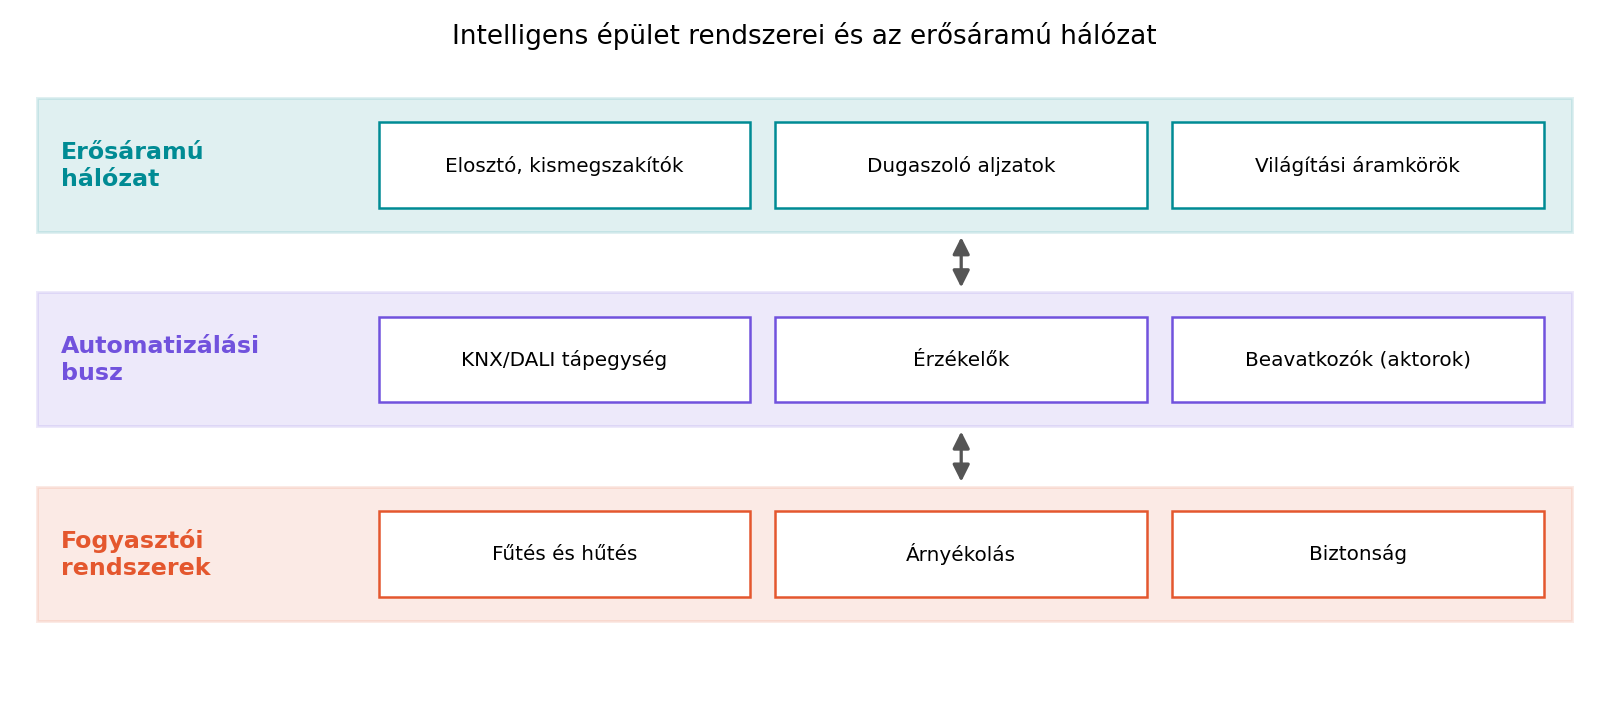 Intelligens épület rendszerei és az erősáramú hálózat
Erősáramú
hálózat
Elosztó, kismegszakítók
Dugaszoló aljzatok
Világítási áramkörök
Automatizálási
busz
KNX/DALI tápegység
Érzékelők
Beavatkozók (aktorok)
Fogyasztói
rendszerek
Fűtés és hűtés
Árnyékolás
Biztonság